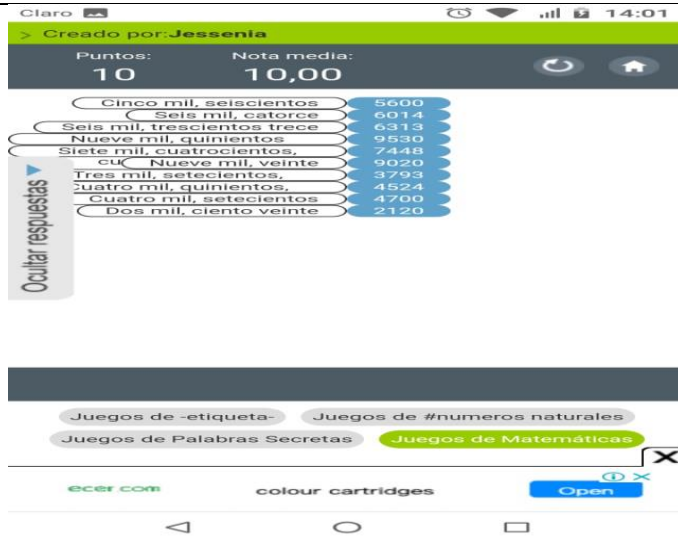 Claro 14:01
> Creado por:Jessenia
Puntos: Nota media:
10 10,00
Cinco mil, seiscientos 5600
Seis mil, catorce 6014
Seis mil, trescientos trece 6313
Nueve mil, quinientos 9530
Siete mil, cuatrocientos, 7448
cu Nueve mil, veinte 9020
Tres mil, setecientos, 3793
Cuatro mil, quinientos, 4524
Cuatro mil, setecientos 4700
Dos mil, ciento veinte 2120
Ocultar respuestas
Juegos de -etiqueta- Juegos de #numeros naturales
Juegos de Palabras Secretas Juegos de Matemáticas
ecer.com colour cartridges Open